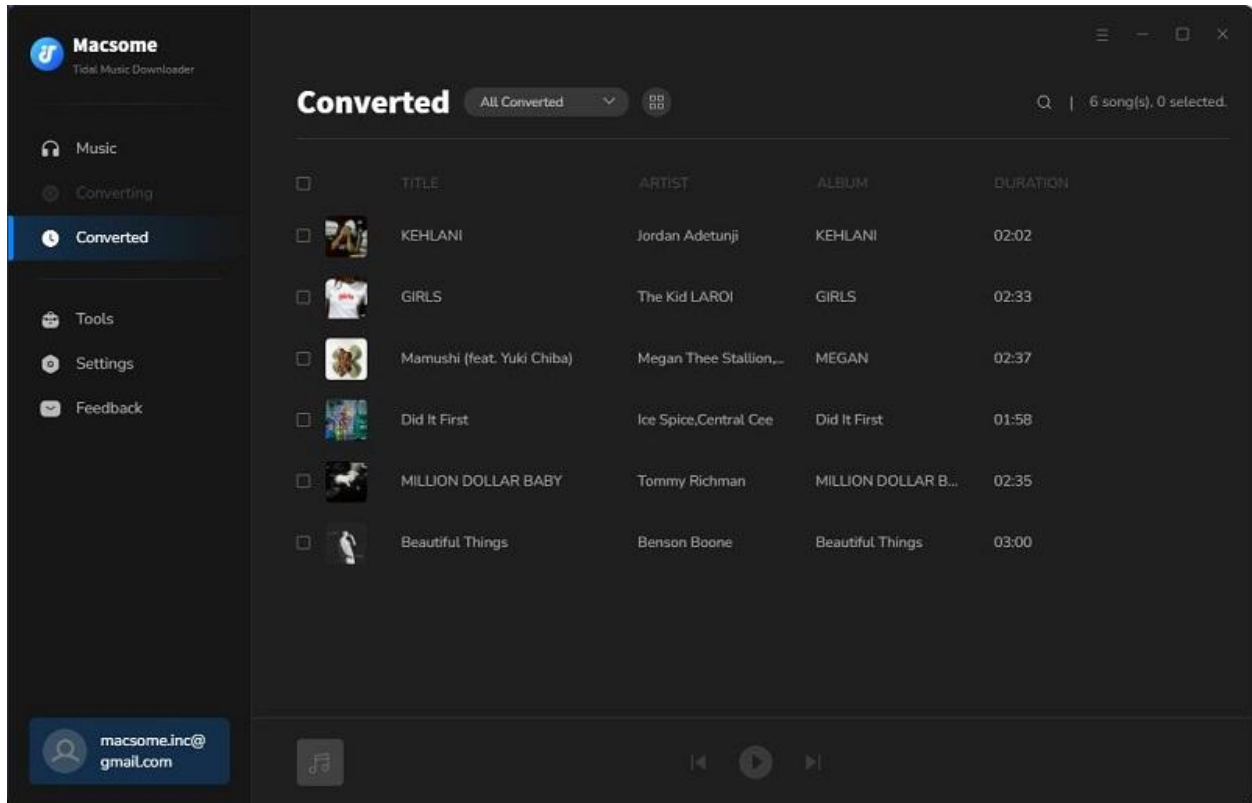 Macsome
Tidal Music Downloader
Music
Converting
Converted
Tools
Settings
Feedback
macsome.inc@
gmail.com
Converted All Converted | 6 song(s), 0 selected.
TITLE ARTIST ALBUM DURATION
KEHLANI Jordan Adetunji KEHLANI 02:02
GIRLS The Kid LAROI GIRLS 02:33
Mamushi (feat. Yuki Chiba) Megan Thee Stallion,... MEGAN 02:37
Did It First Ice Spice,Central Cee Did It First 01:58
MILLION DOLLAR BABY Tommy Richman MILLION DOLLAR B... 02:35
Beautiful Things Benson Boone Beautiful Things 03:00